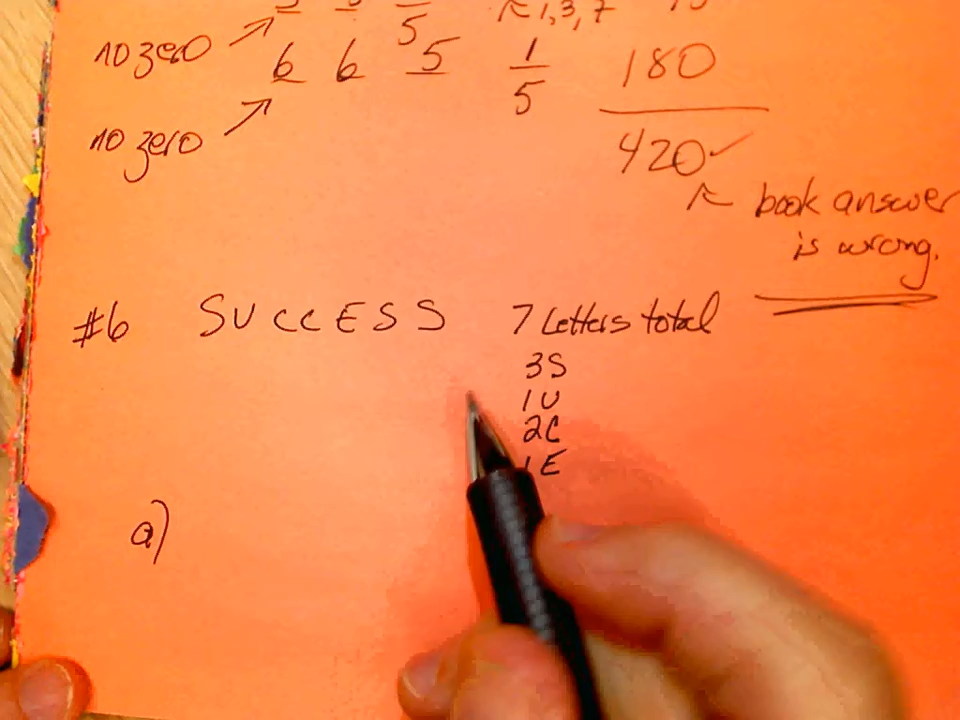 5 1, 3, 7
no zero 6 6 5 1/5 180
no zero 420 ✓
book answer
is wrong.
#6 SUCCESS 7 Letters total
3S
1U
2C
1E
a)